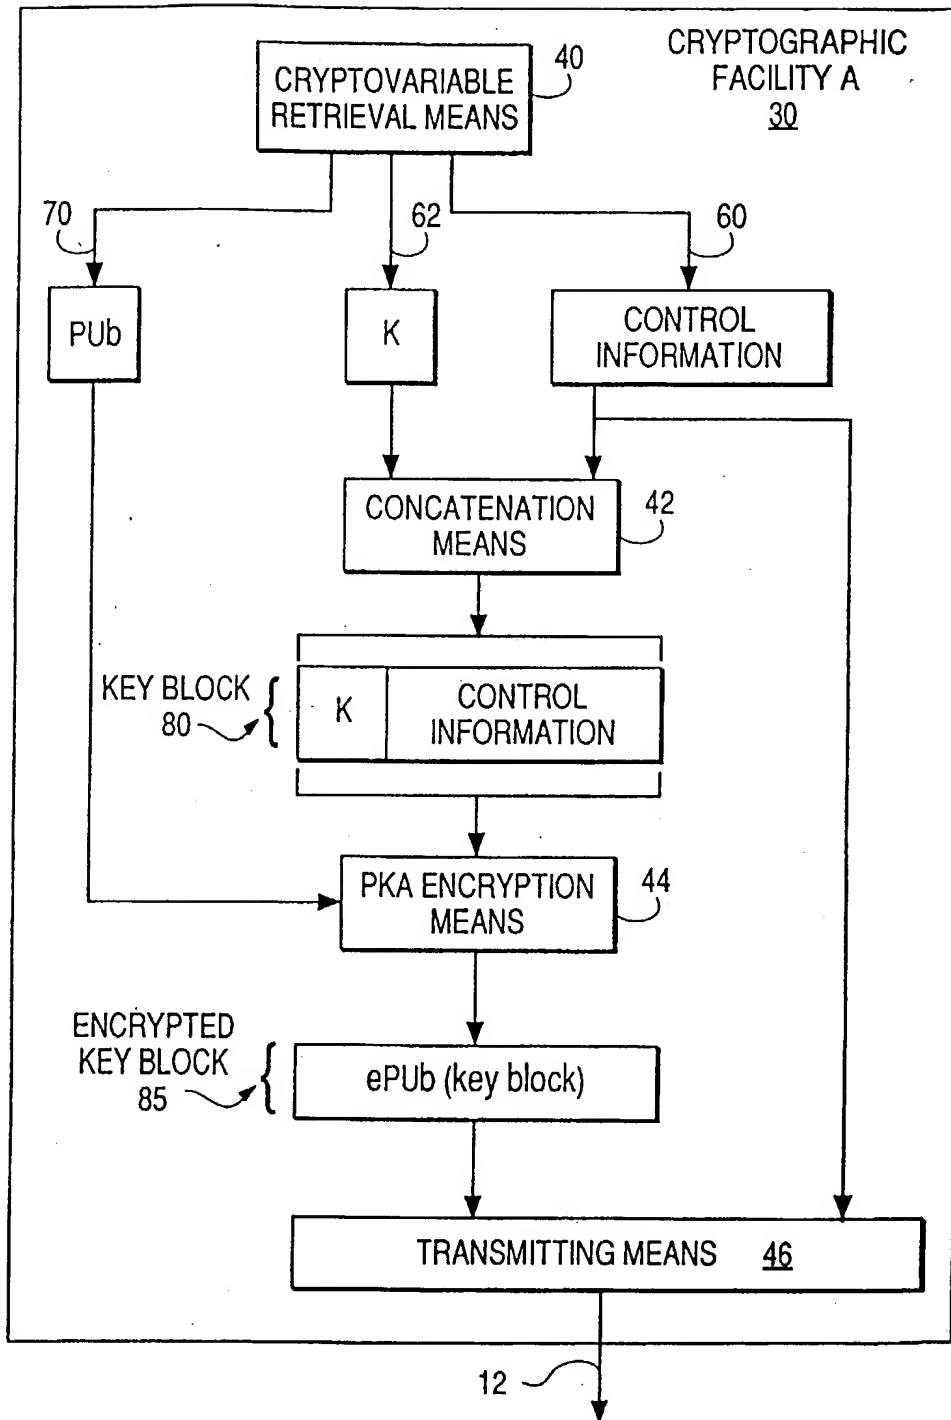 CRYPTOGRAPHIC
FACILITY A
30
40
CRYPTOVARIABLE
RETRIEVAL MEANS
70
62
60
PUb
K
CONTROL
INFORMATION
CONCATENATION
MEANS
42
KEY BLOCK
80
K
CONTROL
INFORMATION
PKA ENCRYPTION
MEANS
44
ENCRYPTED
KEY BLOCK
85
ePUb (key block)
TRANSMITTING MEANS 46
12